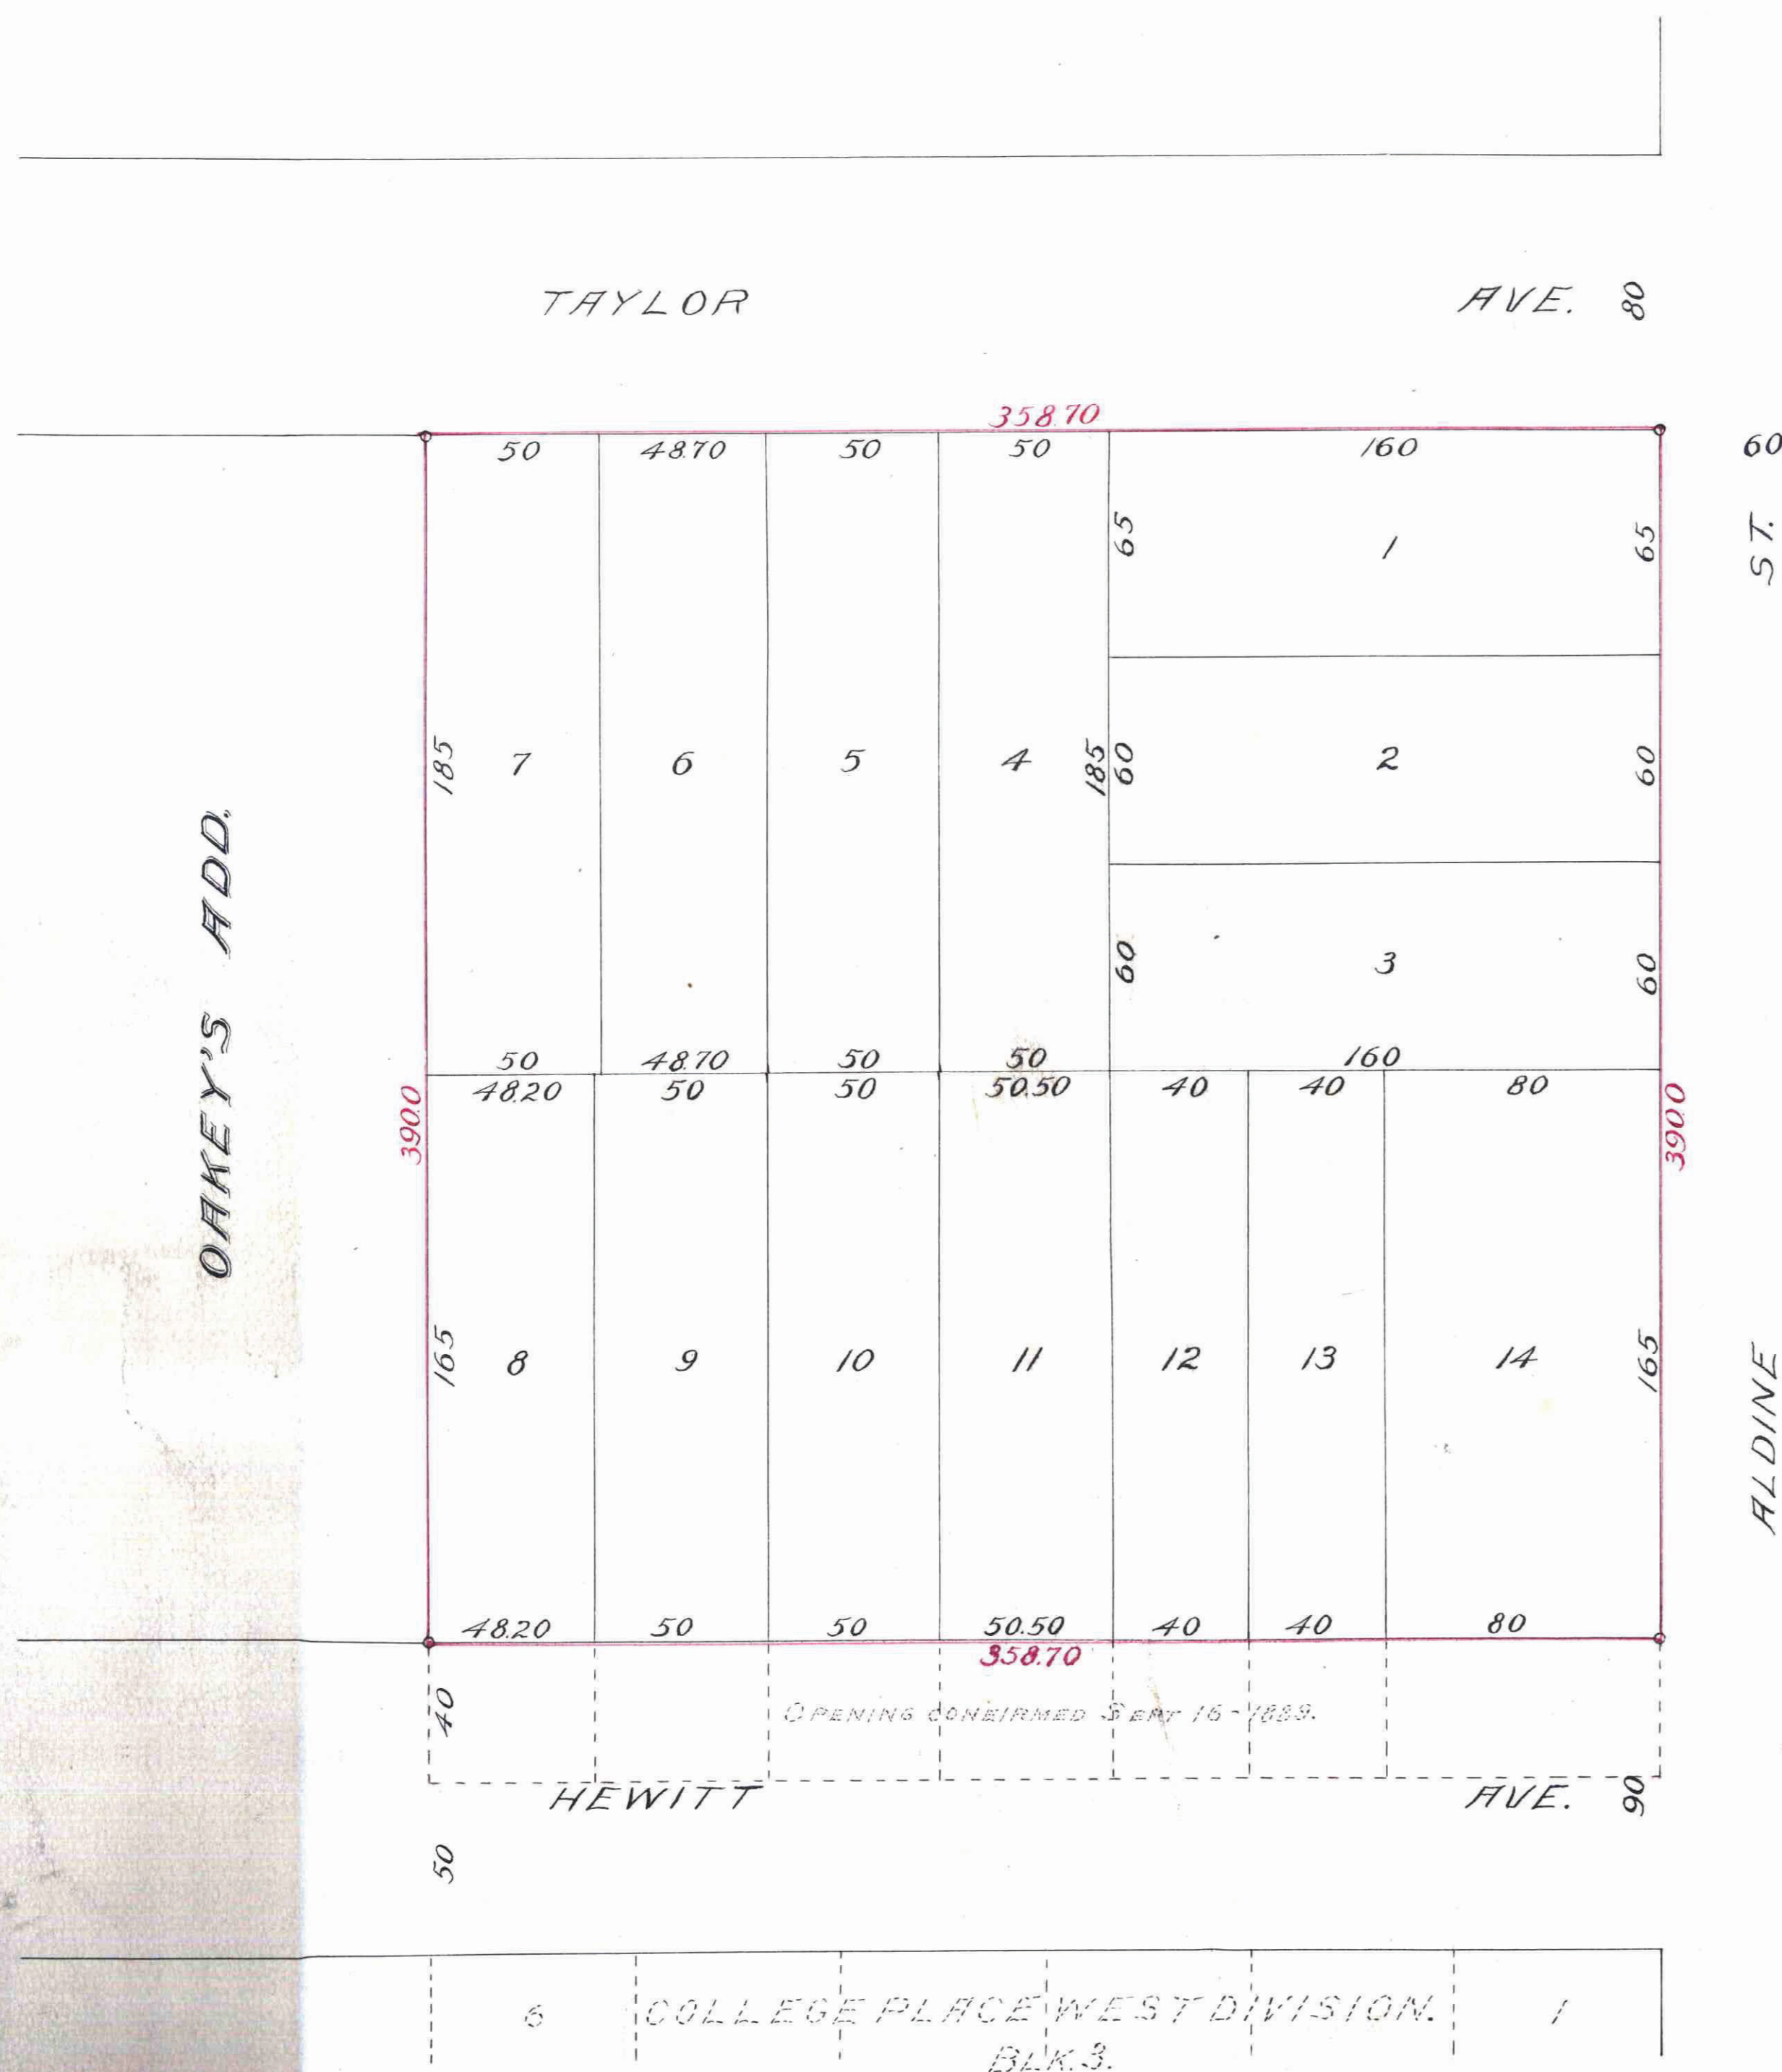 TAYLOR AVE. 80
358.70
50 48.70 50 50 160
60
ST.
65 1 65
185 7 6 5 4 185 60 2 60
OAKEY'S ADD.
60 3 60
50 48.70 50 50 160
48.20 50 50 50.50 40 40 80
390.0 390.0
165 8 9 10 11 12 13 14 165
ALDINE
48.20 50 50 50.50 40 40 80
358.70
40
OPENING CONFIRMED SEPT 16-1889.
HEWITT AVE. 90
50
6 COLLEGE PLACE WEST DIVISION. 1
BLK. 3.